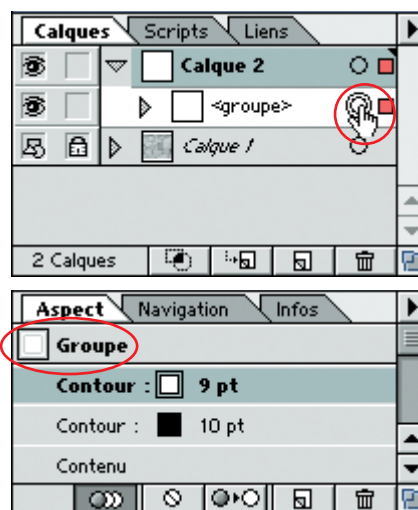 Calques Scripts Liens
Calque 2
<groupe>
Calque 1
2 Calques
Aspect Navigation Infos
Groupe
Contour : 9 pt
Contour : 10 pt
Contenu